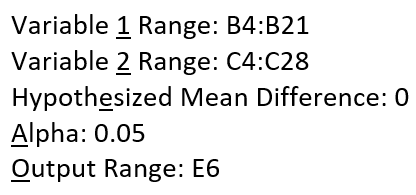 Variable 1 Range: B4:B21
Variable 2 Range: C4:C28
Hypothesized Mean Difference: 0
Alpha: 0.05
Output Range: E6